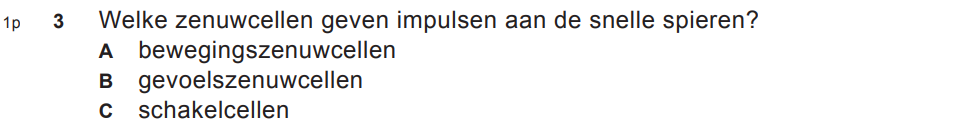 1p 3 Welke zenuwcellen geven impulsen aan de snelle spieren?
A bewegingszenuwcellen
B gevoelszenuwcellen
C schakelcellen